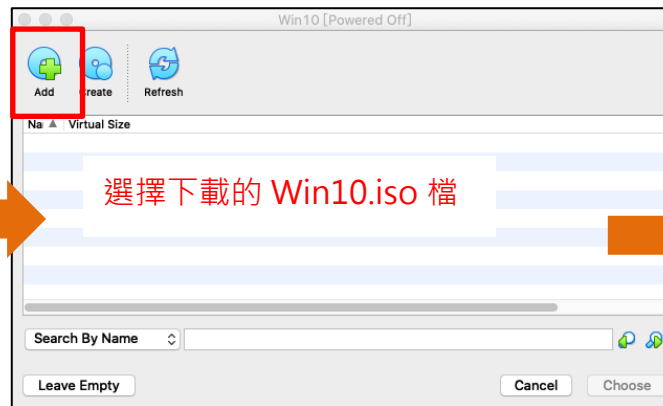 Win10 [Powered Off]
Add Create Refresh
Na Virtual Size
選擇下載的 Win10.iso 檔
Search By Name
Leave Empty Cancel Choose